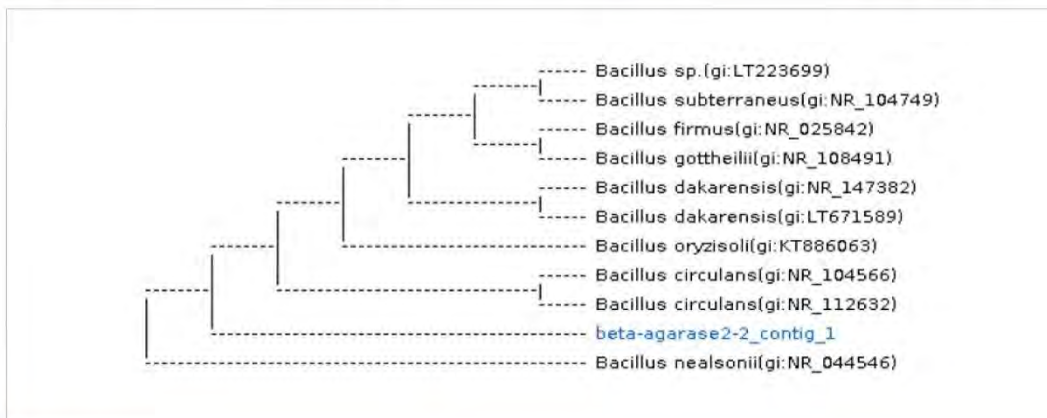 Bacillus sp.(gi:LT223699)
Bacillus subterraneus(gi:NR_104749)
Bacillus firmus(gi:NR_025842)
Bacillus gottheilii(gi:NR_108491)
Bacillus dakarensis(gi:NR_147382)
Bacillus dakarensis(gi:LT671589)
Bacillus oryzisoli(gi:KT886063)
Bacillus circulans(gi:NR_104566)
Bacillus circulans(gi:NR_112632)
beta-agarase2-2_contig_1
Bacillus nealsonii(gi:NR_044546)